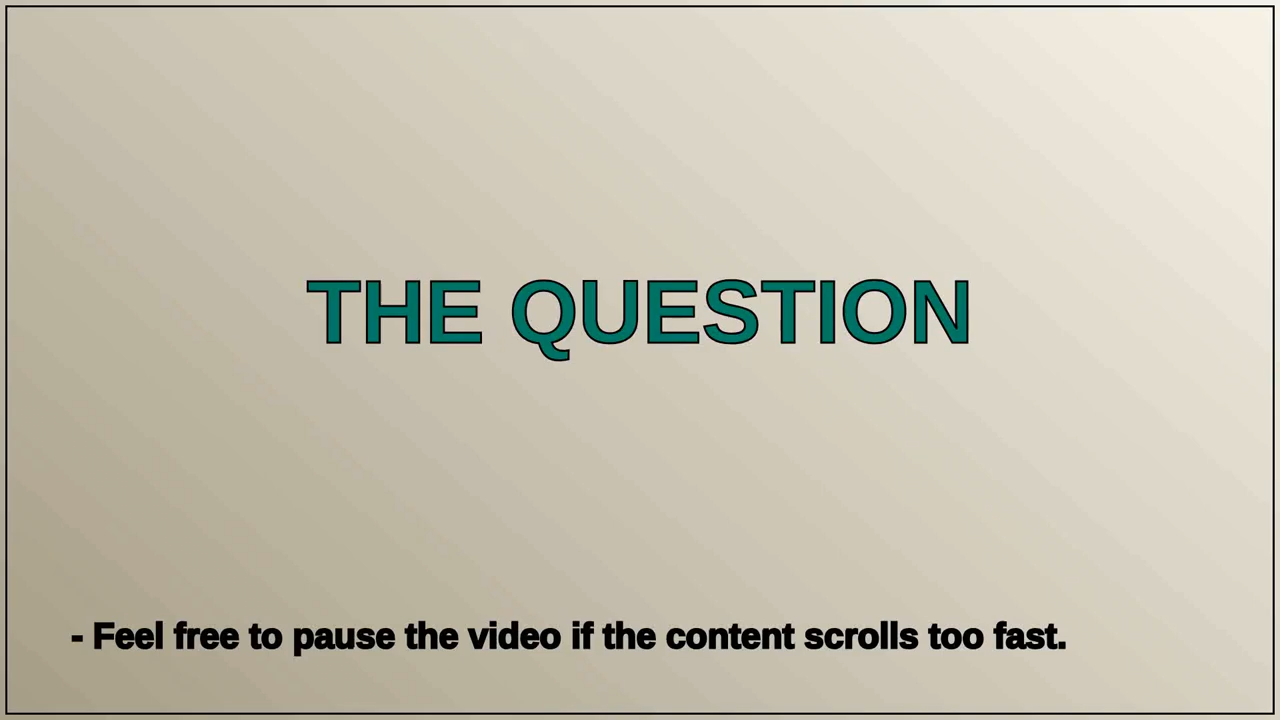 THE QUESTION
- Feel free to pause the video if the content scrolls too fast.